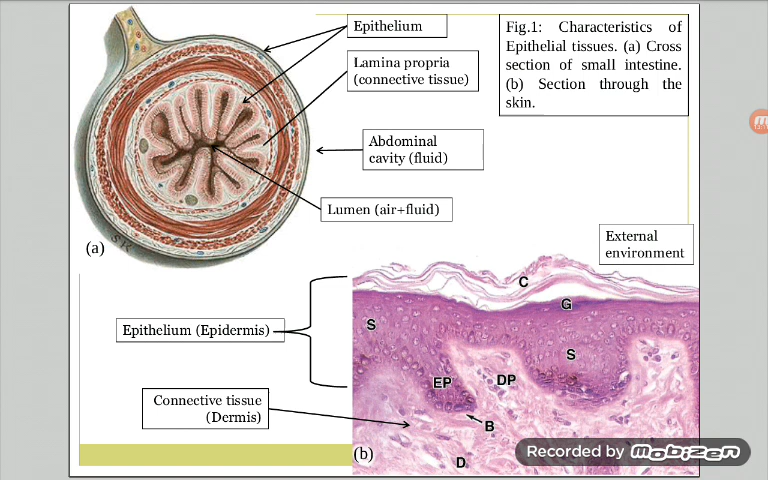 Epithelium
Lamina propria
(connective tissue)
Abdominal
cavity (fluid)
Lumen (air+fluid)
(a)
Fig.1: Characteristics of
Epithelial tissues. (a) Cross
section of small intestine.
(b) Section through the
skin.
External
environment
C
G
S
S
EP
DP
B
D
Epithelium (Epidermis)
Connective tissue
(Dermis)
(b)
Recorded by mobizen